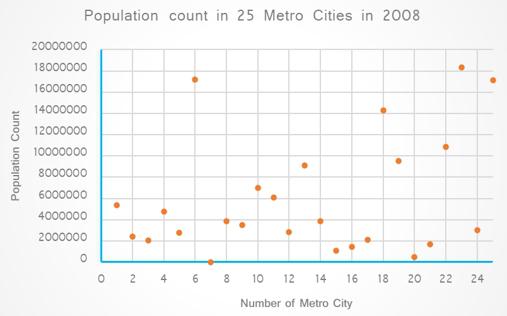 Population count in 25 Metro Cities in 2008
20000000
18000000
16000000
14000000
12000000
10000000
8000000
6000000
4000000
2000000
0
Population Count
0 2 4 6 8 10 12 14 16 18 20 22 24
Number of Metro City